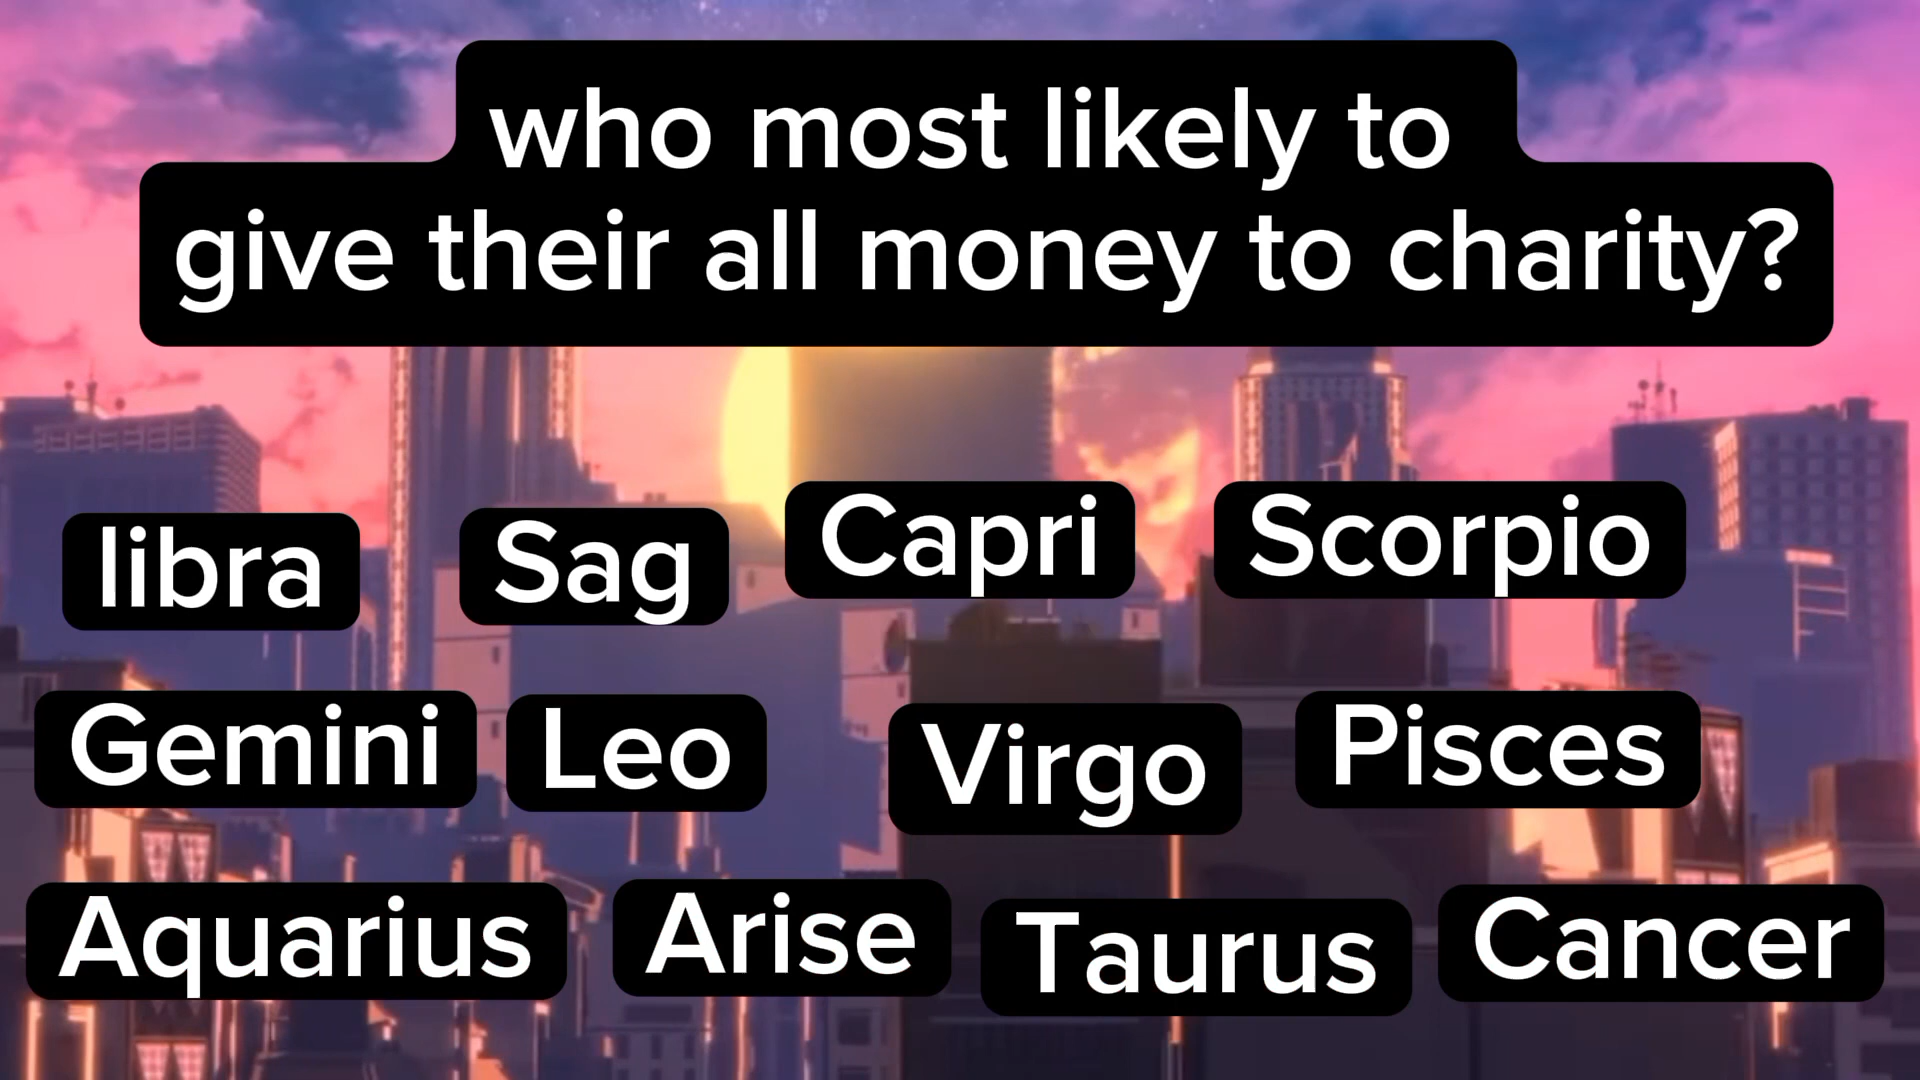 who most likely to
give their all money to charity?
libra
Sag
Capri
Scorpio
Gemini
Leo
Virgo
Pisces
Aquarius
Arise
Taurus
Cancer